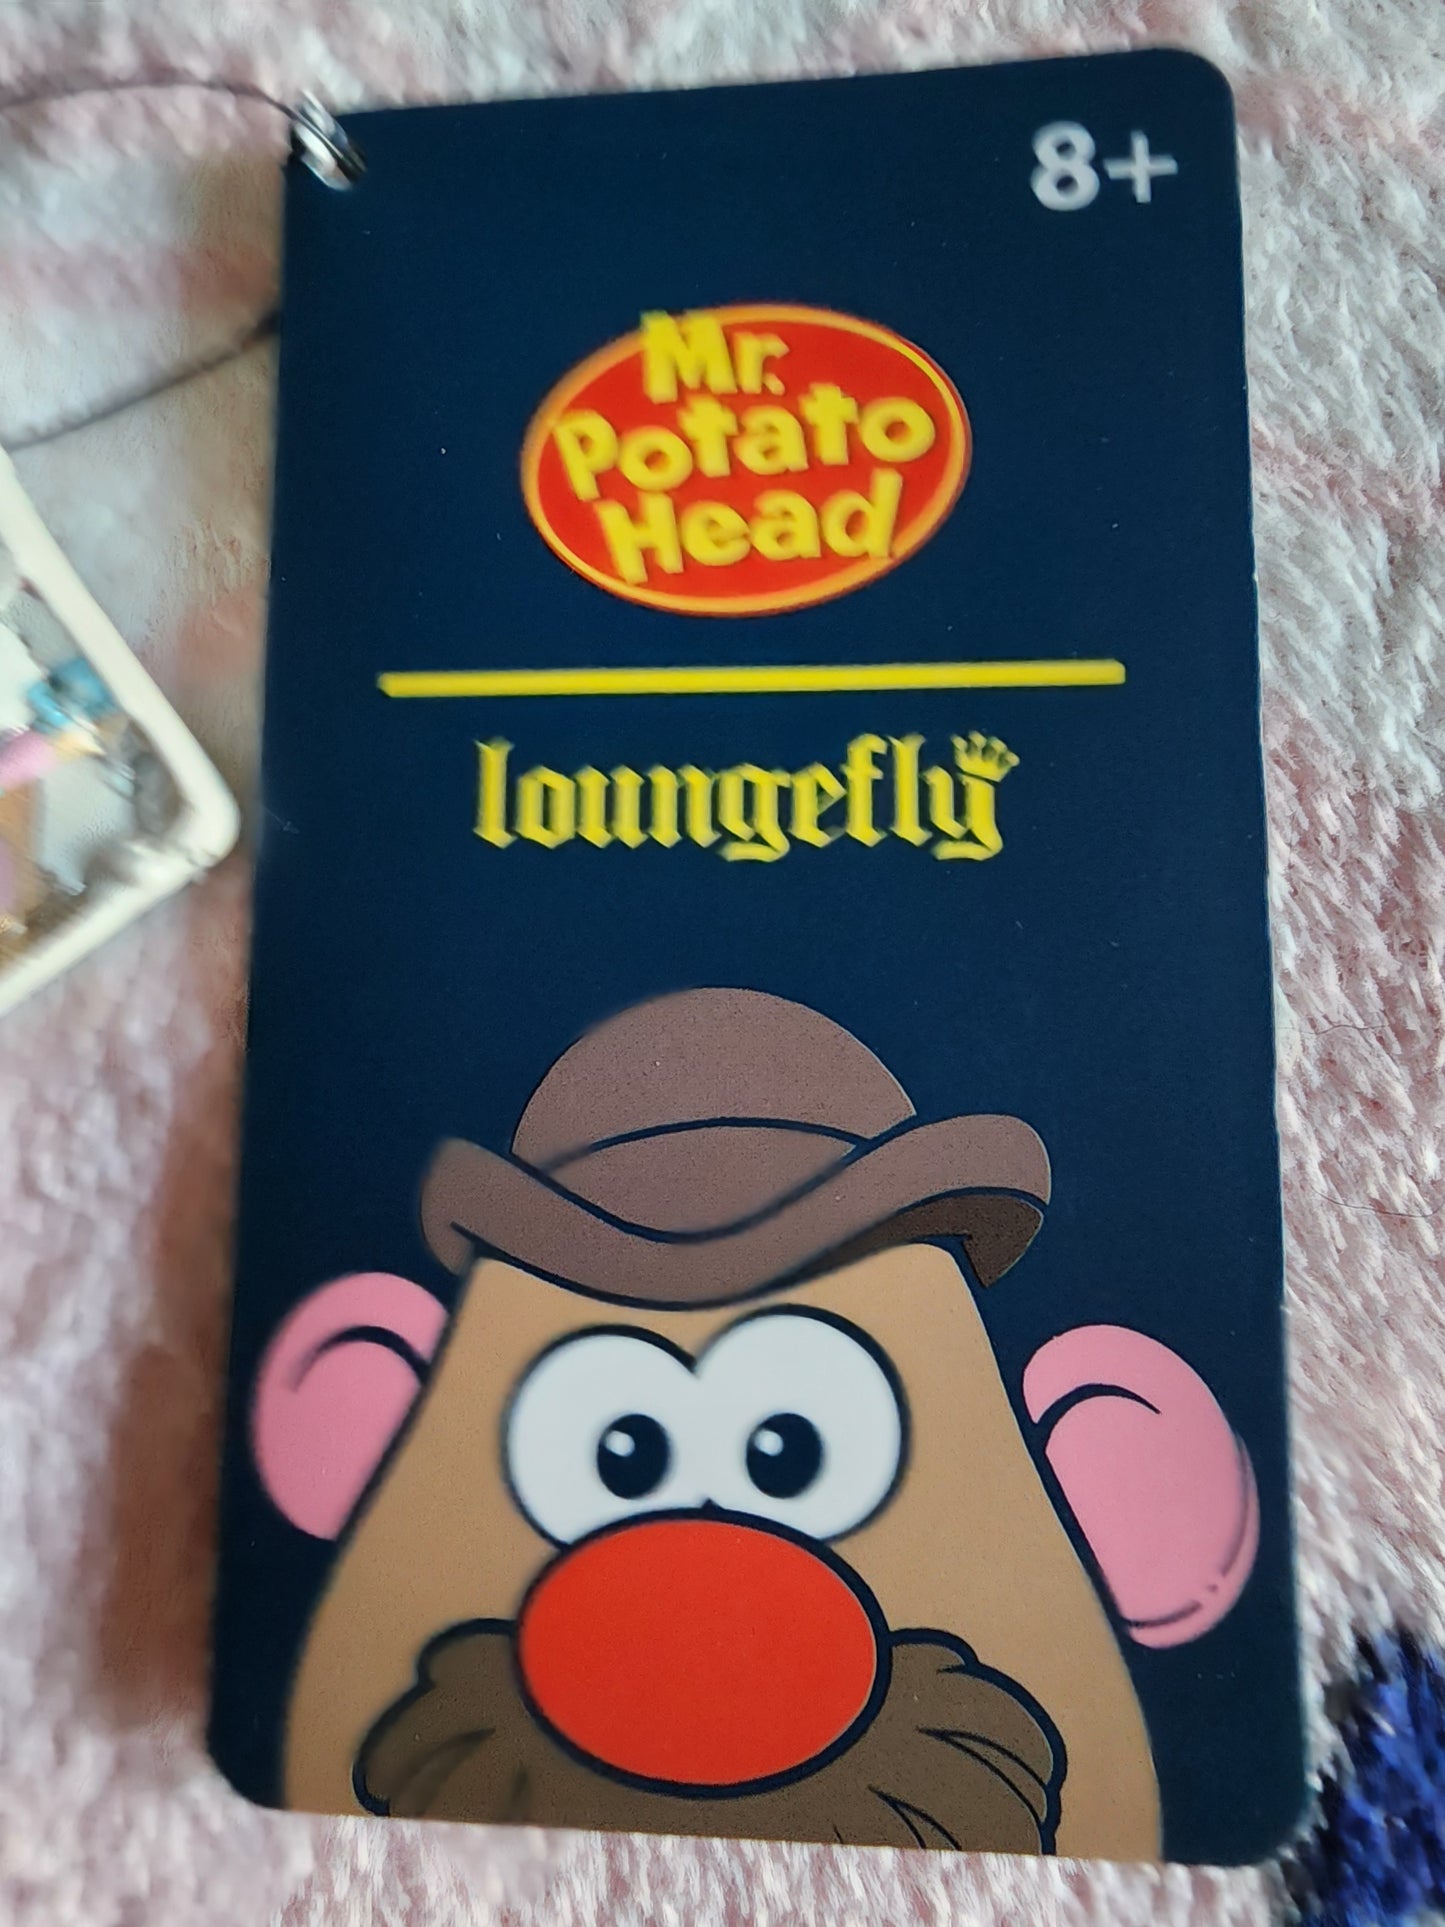 8+
Mr.
Potato
Head
loungefly